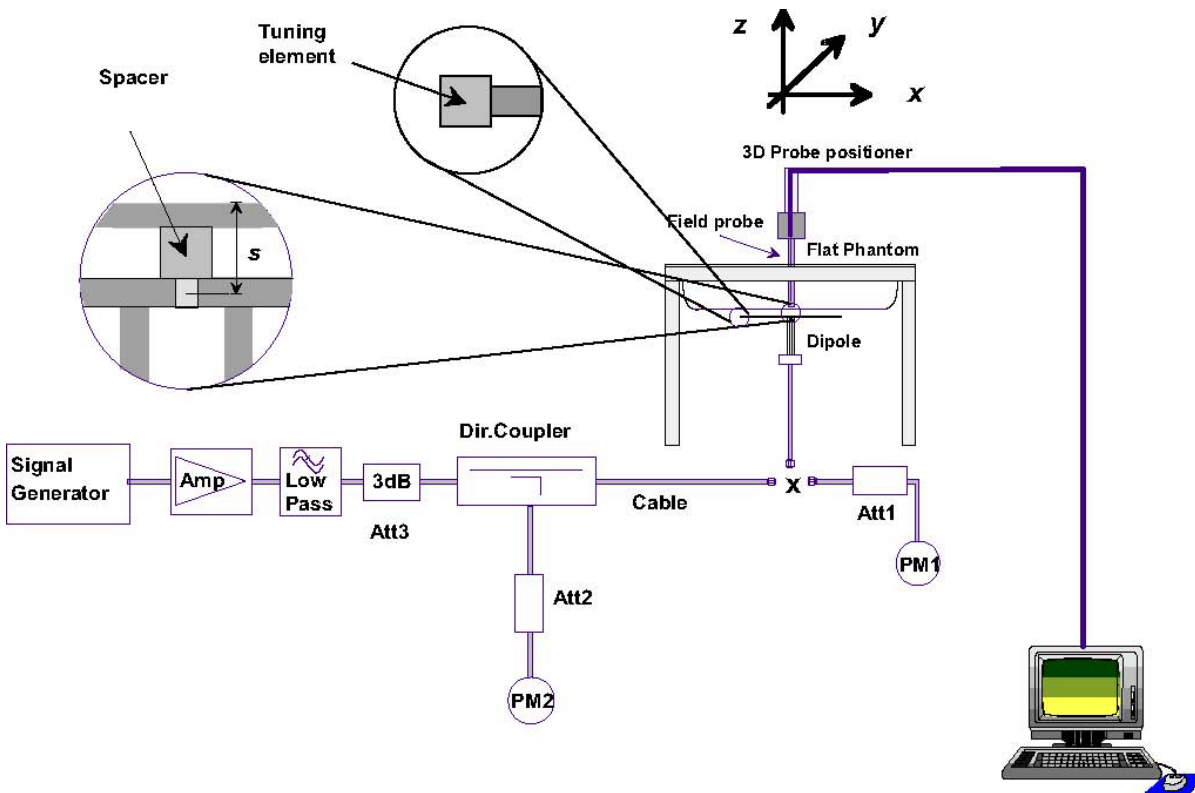 Tuning
element
Spacer
z
y
x
3D Probe positioner
Field probe
Flat Phantom
s
Dipole
Dir.Coupler
Signal
Generator
Amp
Low
Pass
3dB
Att3
Cable
x
Att1
PM1
Att2
PM2